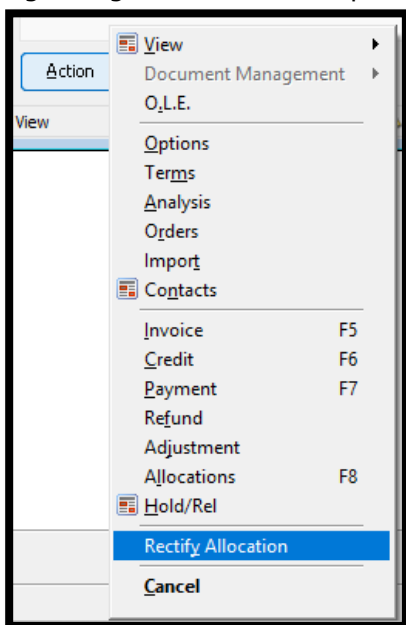 View
Action
Document Management
O.L.E.
View
Options
Terms
Analysis
Orders
Import
Contacts
Invoice F5
Credit F6
Payment F7
Refund
Adjustment
Allocations F8
Hold/Rel
Rectify Allocation
Cancel